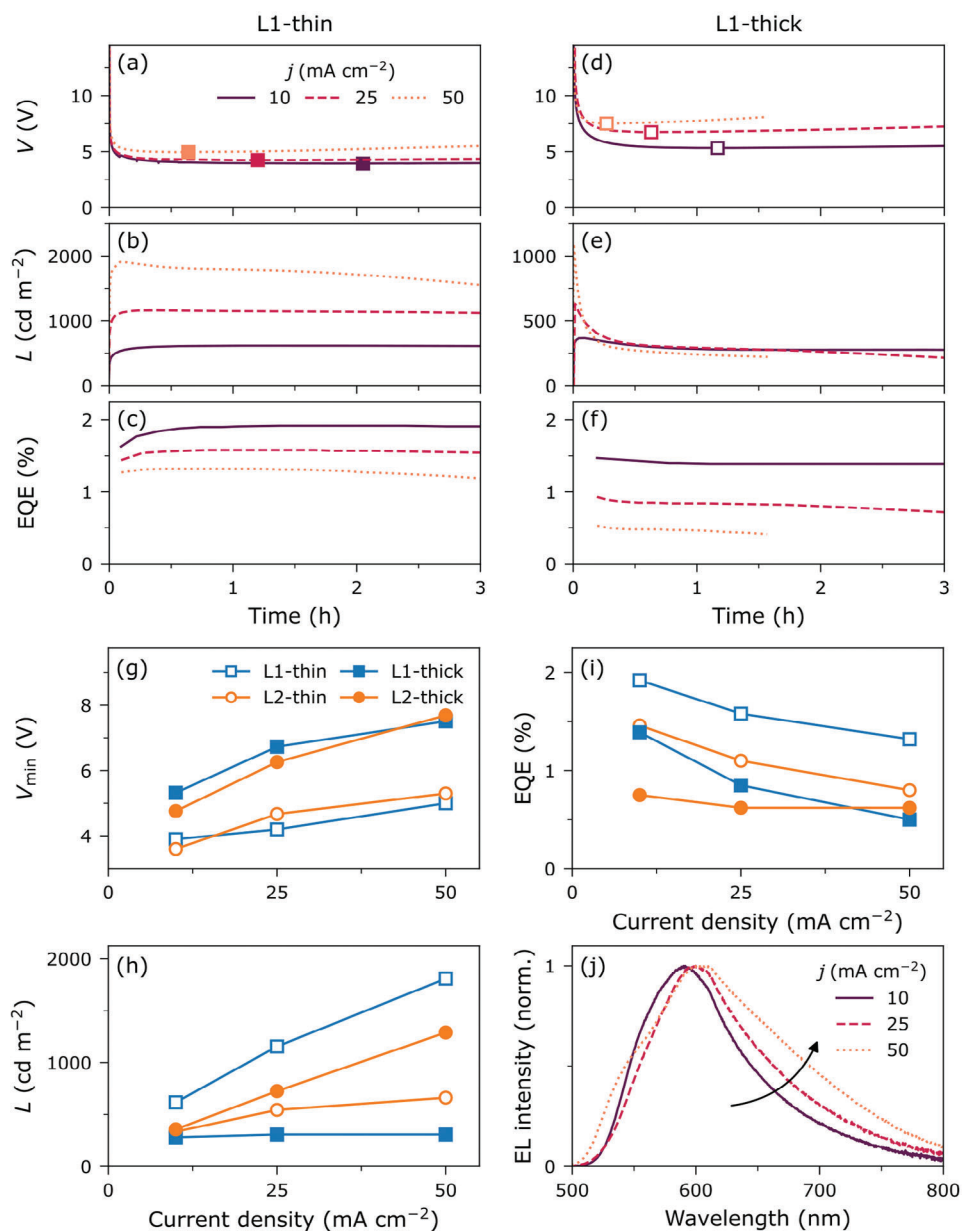 L1-thin
L1-thick
(a)
j (mA cm⁻²)
10 25 50
V (V)
10
5
0
(d)
10
5
0
(b)
L (cd m⁻²)
2000
1000
0
(e)
1000
500
0
(c)
EQE (%)
2
1
0
0 1 2 3
Time (h)
(f)
2
1
0
0 1 2 3
Time (h)
(g)
L1-thin L1-thick
L2-thin L2-thick
Vmin (V)
8
6
4
0 25 50
(i)
EQE (%)
2
1
0
0 25 50
Current density (mA cm⁻²)
(h)
L (cd m⁻²)
2000
1000
0
0 25 50
Current density (mA cm⁻²)
(j)
j (mA cm⁻²)
10
25
50
EL intensity (norm.)
1
0
500 600 700 800
Wavelength (nm)